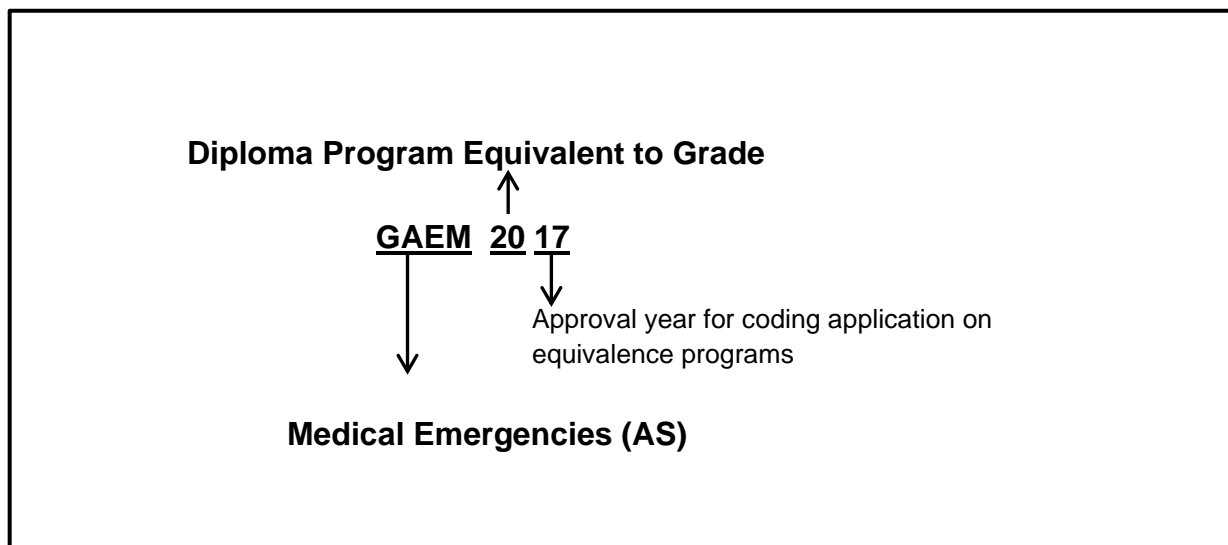 Diploma Program Equivalent to Grade
GAEM 20 17
Approval year for coding application on
equivalence programs
Medical Emergencies (AS)